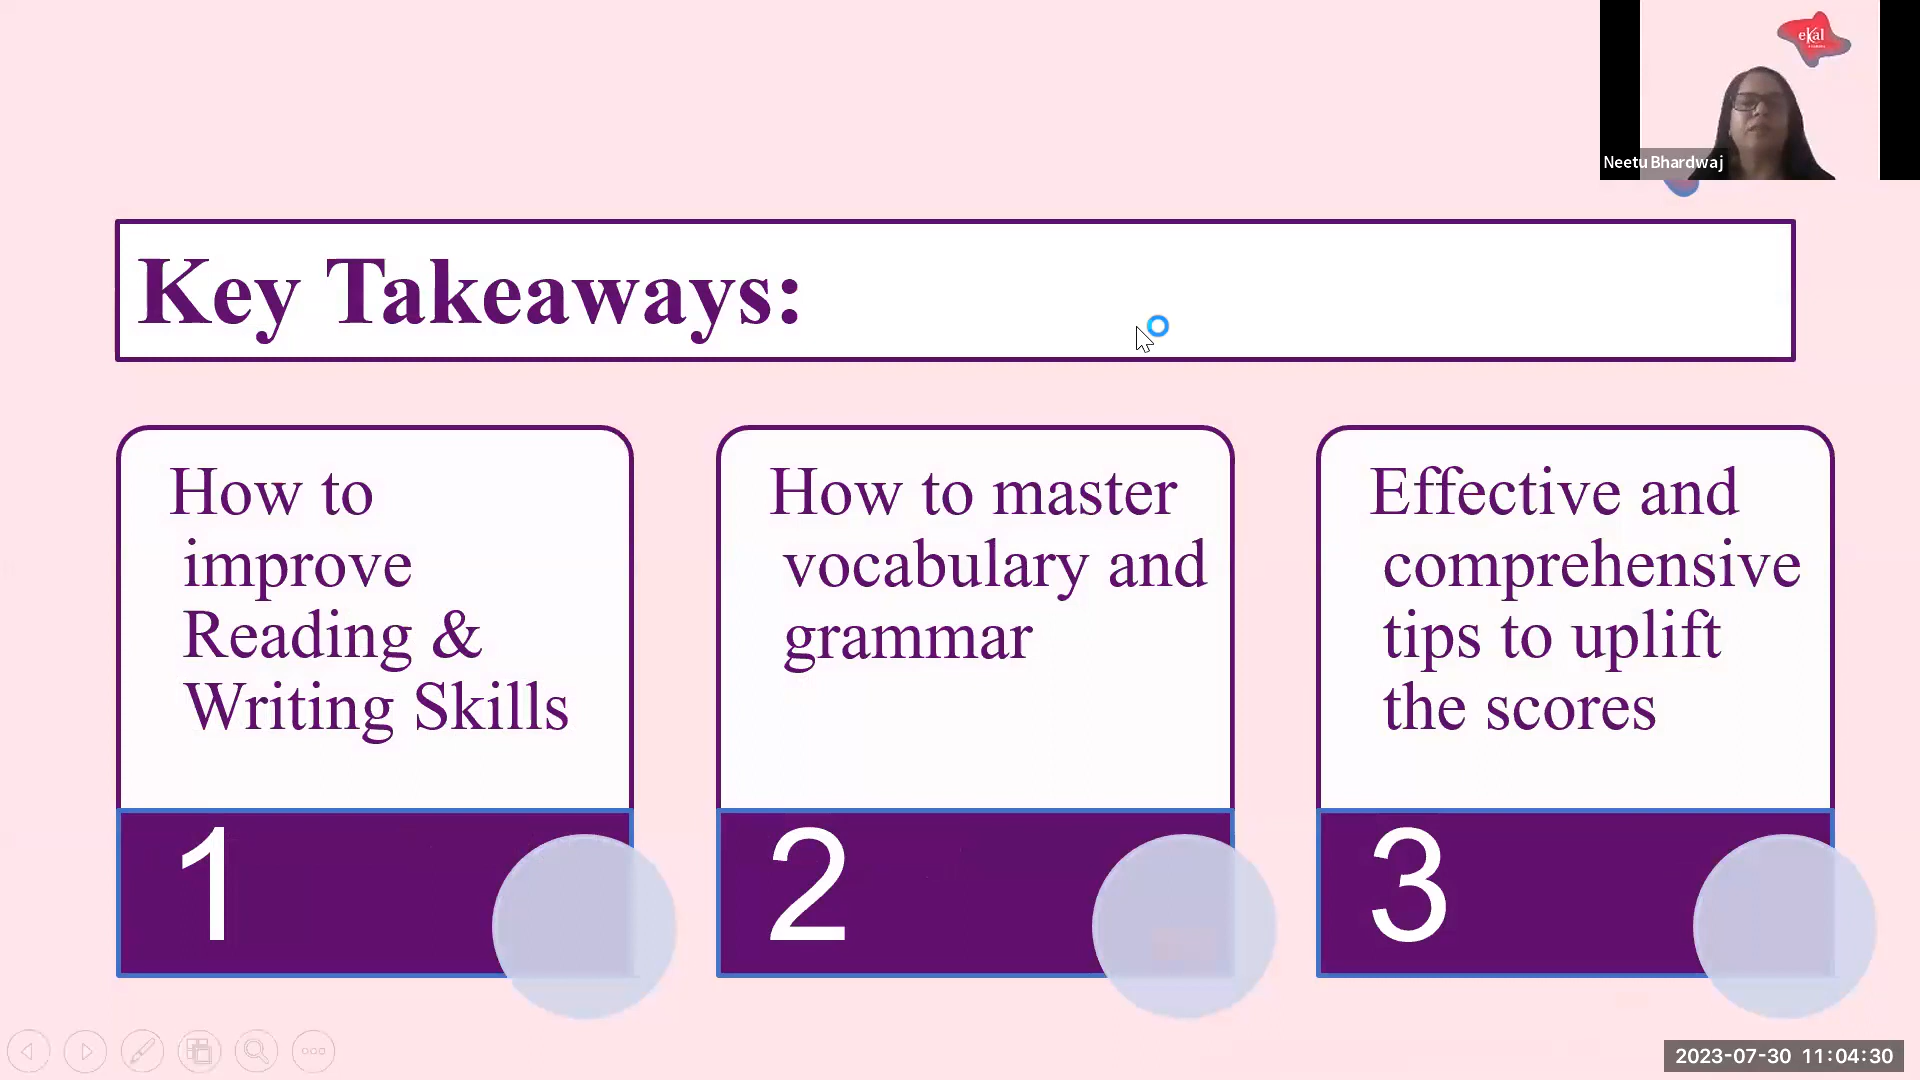 eKal
Neetu Bhardwaj
Key Takeaways:
How to
improve
Reading &
Writing Skills
1
How to master
vocabulary and
grammar
2
Effective and
comprehensive
tips to uplift
the scores
3
2023-07-30 11:04:30